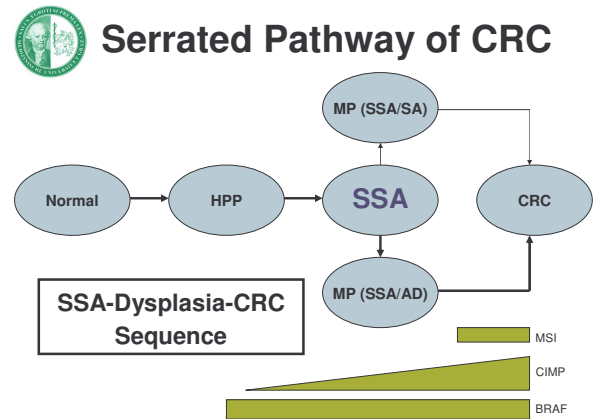 Serrated Pathway of CRC
MP (SSA/SA)
Normal
HPP
SSA
CRC
MP (SSA/AD)
SSA-Dysplasia-CRC
Sequence
MSI
CIMP
BRAF